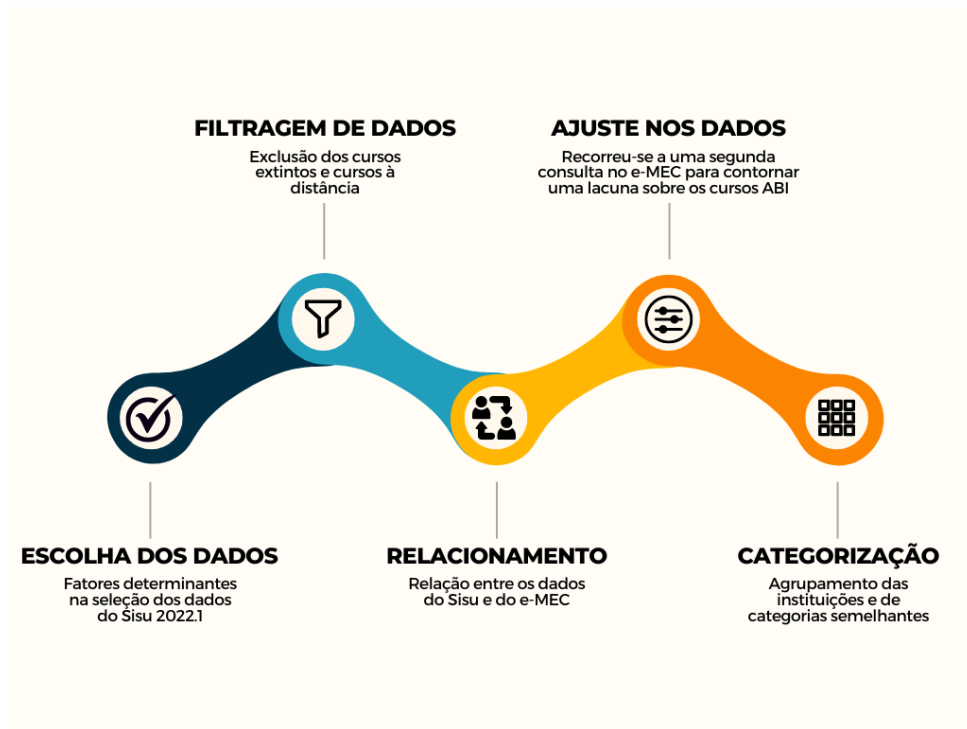 FILTRAGEM DE DADOS
Exclusão dos cursos
extintos e cursos à
distância
AJUSTE NOS DADOS
Recorreu-se a uma segunda
consulta no e-MEC para contornar
uma lacuna sobre os cursos ABI
ESCOLHA DOS DADOS
Fatores determinantes
na seleção dos dados
do Sisu 2022.1
RELACIONAMENTO
Relação entre os dados
do Sisu e do e-MEC
CATEGORIZAÇÃO
Agrupamento das
instituições e de
categorias semelhantes